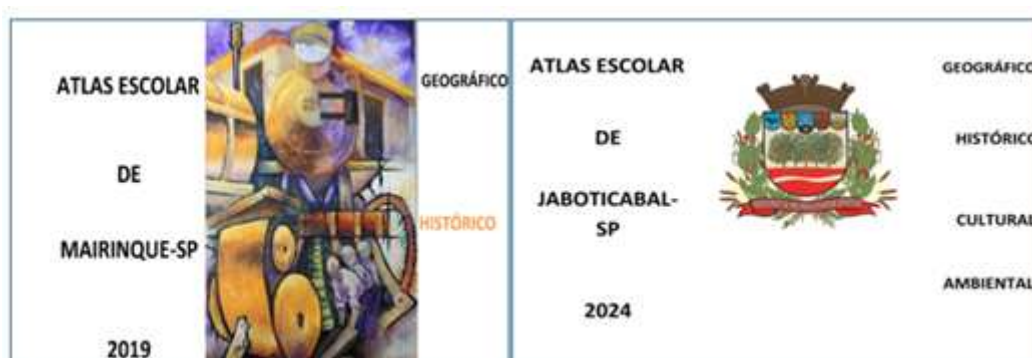 ATLAS ESCOLAR
DE
MAIRINQUE-SP
2019
GEOGRÁFICO
HISTÓRICO
ATLAS ESCOLAR
DE
JABOTICABAL-
SP
2024
GEOGRÁFICO
HISTÓRICO
CULTURAL
AMBIENTAL